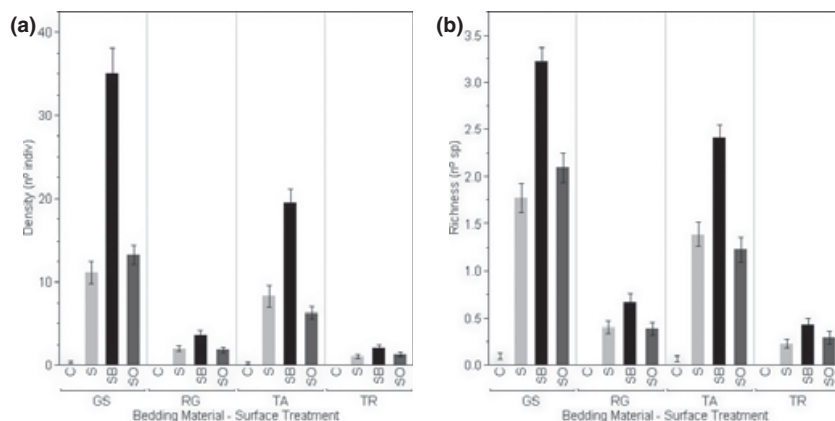 (a)
Density (nº indiv)
40
30
20
10
0
C S SB SO C S SB SO C S SB SO C S SB SO
GS RG TA TR
Bedding Material - Surface Treatment
(b)
Richness (nº sp)
3.5
3.0
2.5
2.0
1.5
1.0
0.5
0.0
C S SB SO C S SB SO C S SB SO C S SB SO
GS RG TA TR
Bedding Material - Surface Treatment